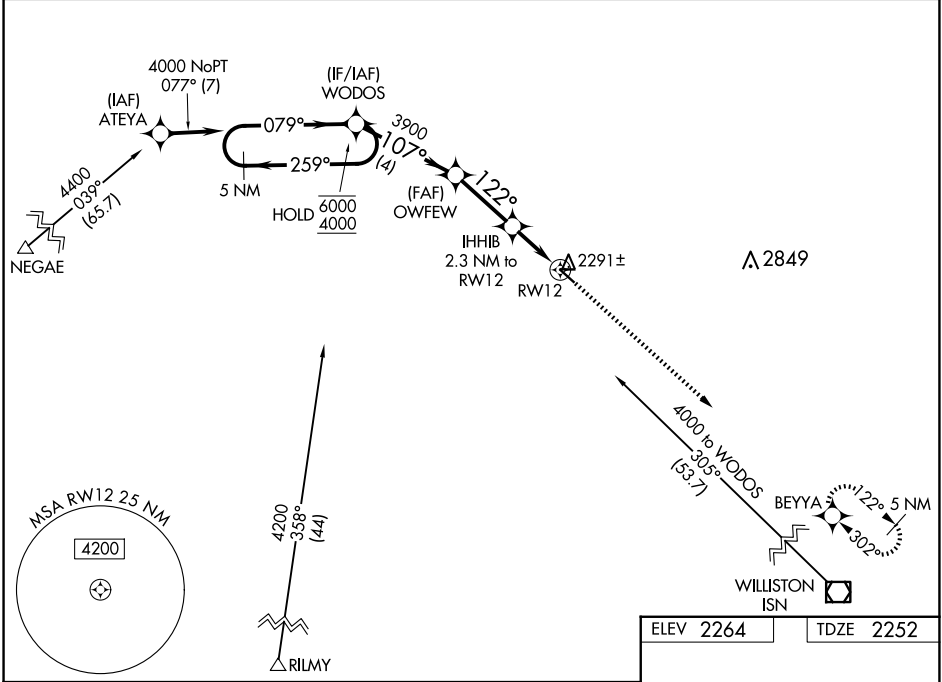 4000 NoPT
077° (7)
(IAF)
ATEYA
(IF/IAF)
WODOS
079°
259°
5 NM
HOLD
6000
4000
3900
107°
(4)
(FAF)
OWFEW
122°
IHHIB
2.3 NM to
RW12
2291±
RW12
2849
4400
039°
(65.7)
NEGAE
4200
358°
(44)
RILMY
MSA RW12 25 NM
4200
4000 to WODOS
305°
(53.7)
BEYYA
122°
5 NM
302°
WILLISTON
ISN
ELEV 2264
TDZE 2252